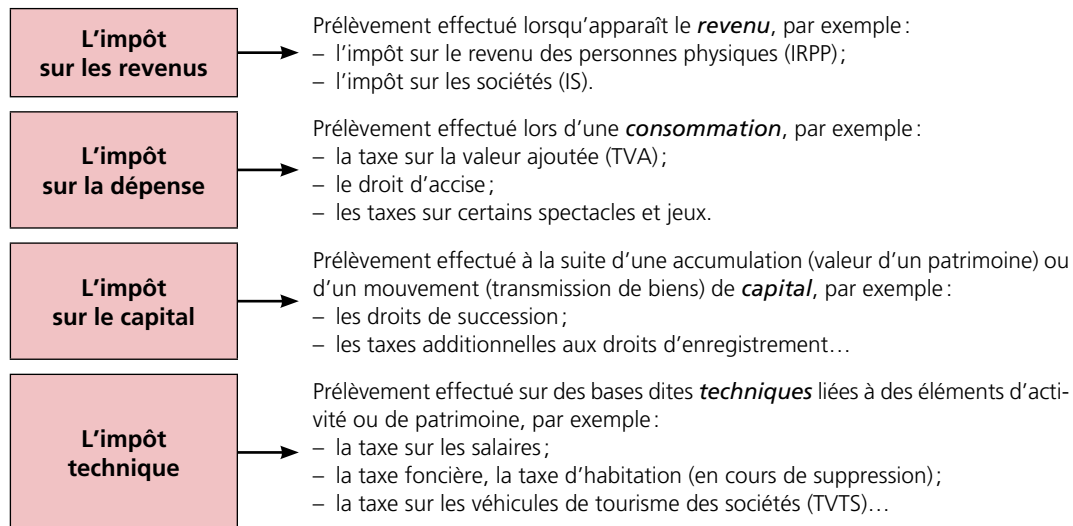 L'impôt
sur les revenus
Prélèvement effectué lorsqu'apparaît le revenu, par exemple :
– l'impôt sur le revenu des personnes physiques (IRPP) ;
– l'impôt sur les sociétés (IS).
L'impôt
sur la dépense
Prélèvement effectué lors d'une consommation, par exemple :
– la taxe sur la valeur ajoutée (TVA) ;
– le droit d'accise ;
– les taxes sur certains spectacles et jeux.
L'impôt
sur le capital
Prélèvement effectué à la suite d'une accumulation (valeur d'un patrimoine) ou
d'un mouvement (transmission de biens) de capital, par exemple :
– les droits de succession ;
– les taxes additionnelles aux droits d'enregistrement…
L'impôt
technique
Prélèvement effectué sur des bases dites techniques liées à des éléments d'acti-
vité ou de patrimoine, par exemple :
– la taxe sur les salaires ;
– la taxe foncière, la taxe d'habitation (en cours de suppression) ;
– la taxe sur les véhicules de tourisme des sociétés (TVTS)…